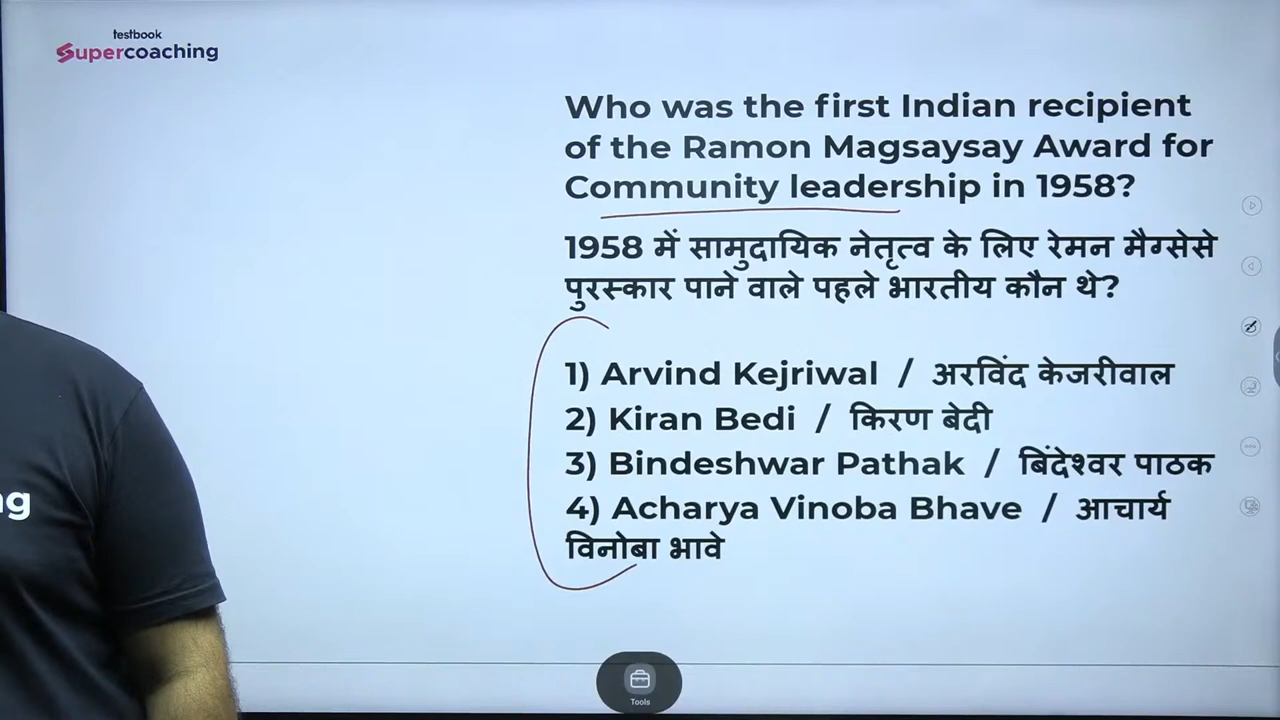 testbook
Supercoaching
Who was the first Indian recipient
of the Ramon Magsaysay Award for
Community leadership in 1958?
1958 में सामुदायिक नेतृत्व के लिए रेमन मैग्सेसे
पुरस्कार पाने वाले पहले भारतीय कौन थे?
1) Arvind Kejriwal / अरविंद केजरीवाल
2) Kiran Bedi / किरण बेदी
3) Bindeshwar Pathak / बिंदेश्वर पाठक
4) Acharya Vinoba Bhave / आचार्य
विनोबा भावे
ng
Tools